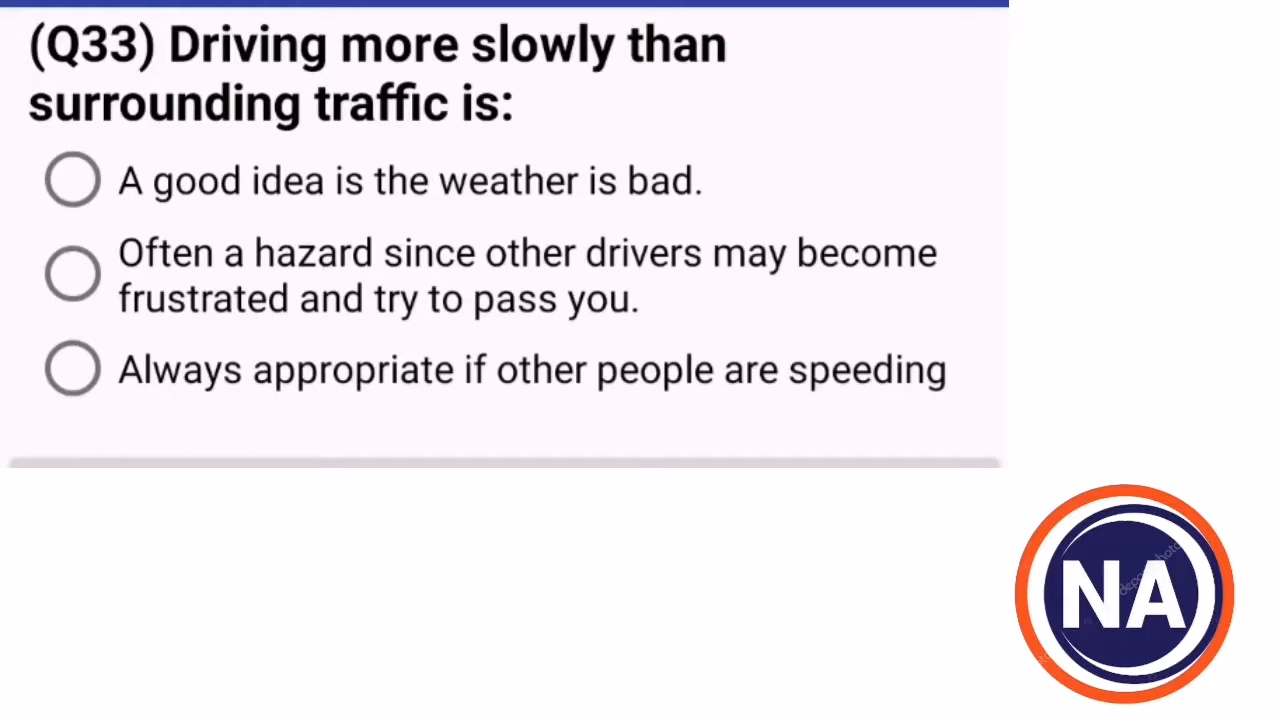 (Q33) Driving more slowly than
surrounding traffic is:
A good idea is the weather is bad.
Often a hazard since other drivers may become
frustrated and try to pass you.
Always appropriate if other people are speeding
NA